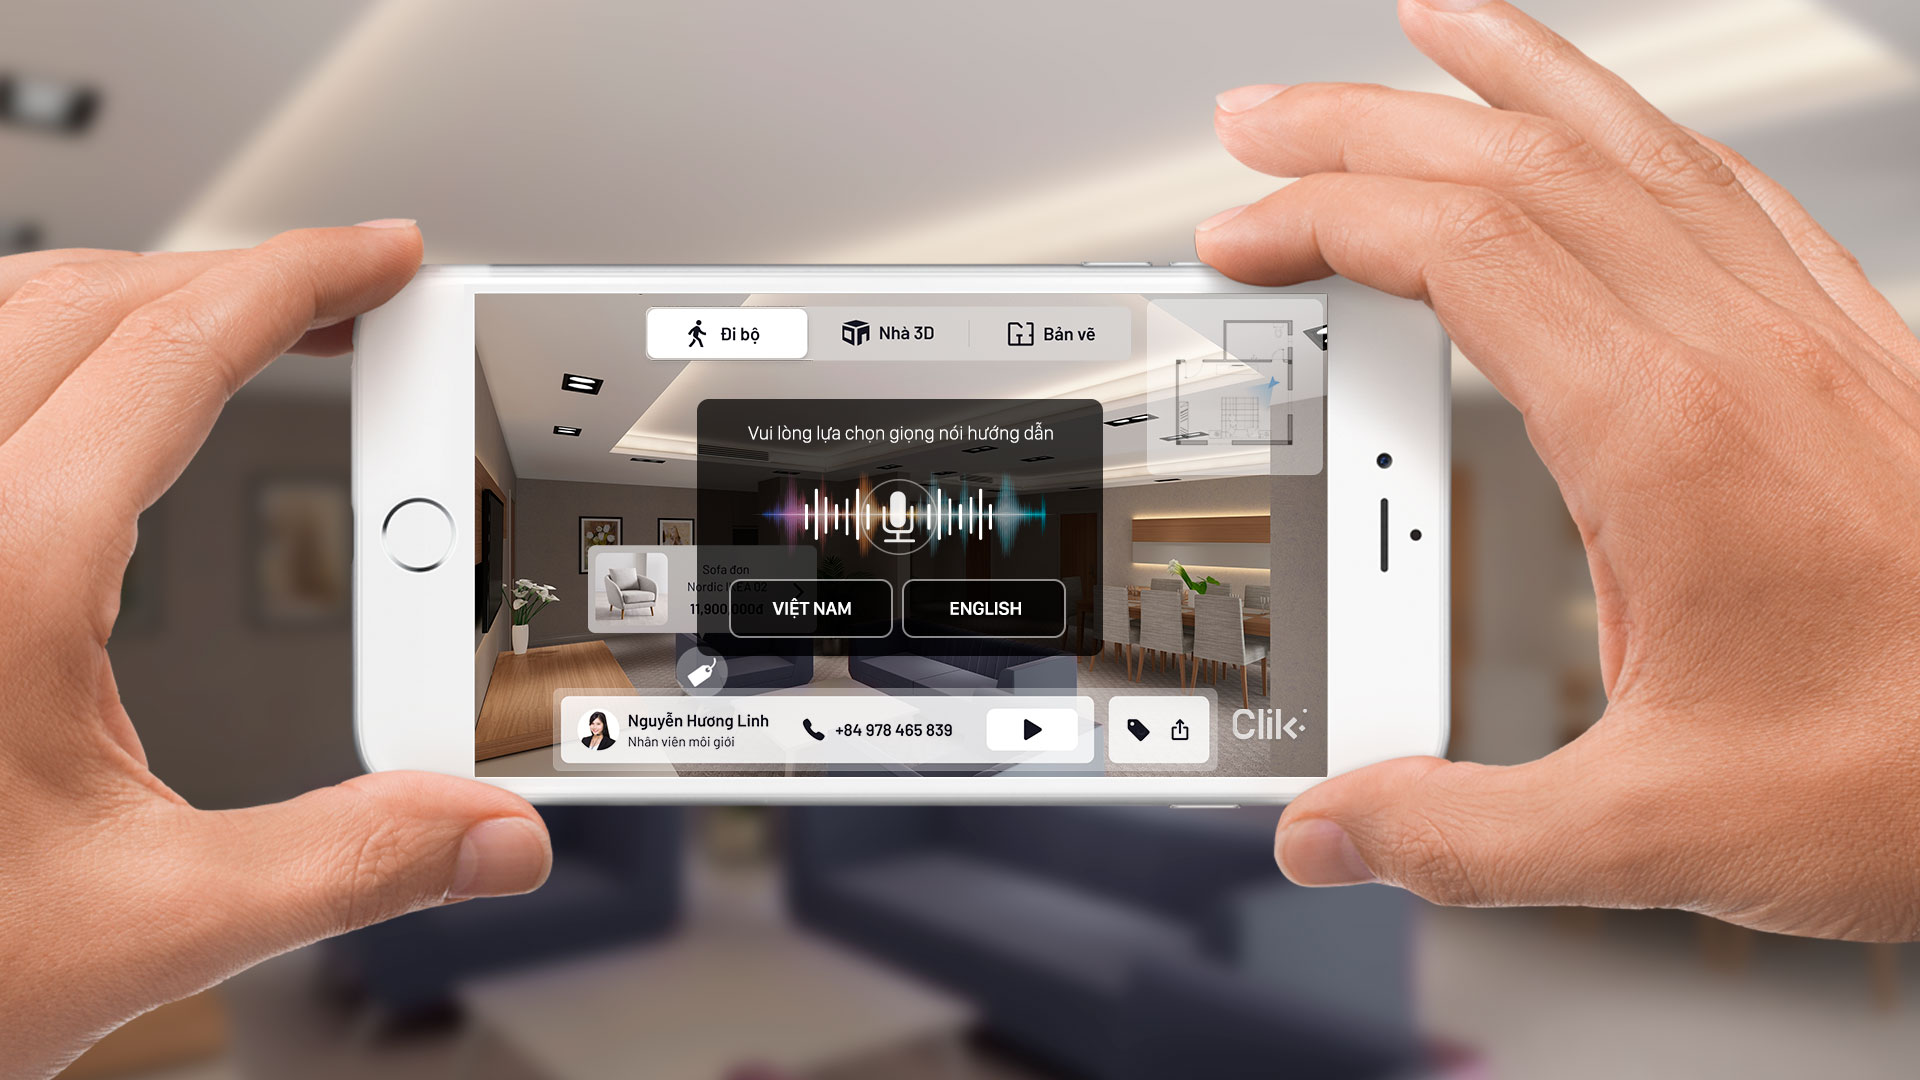 Đi bộ
Nhà 3D
Bản vẽ
Vui lòng lựa chọn giọng nói hướng dẫn
Sofa đơn
Nordic IKEA 02
11,900,000đ
VIỆT NAM
ENGLISH
Nguyễn Hương Linh
Nhân viên môi giới
+84 978 465 839
Clik